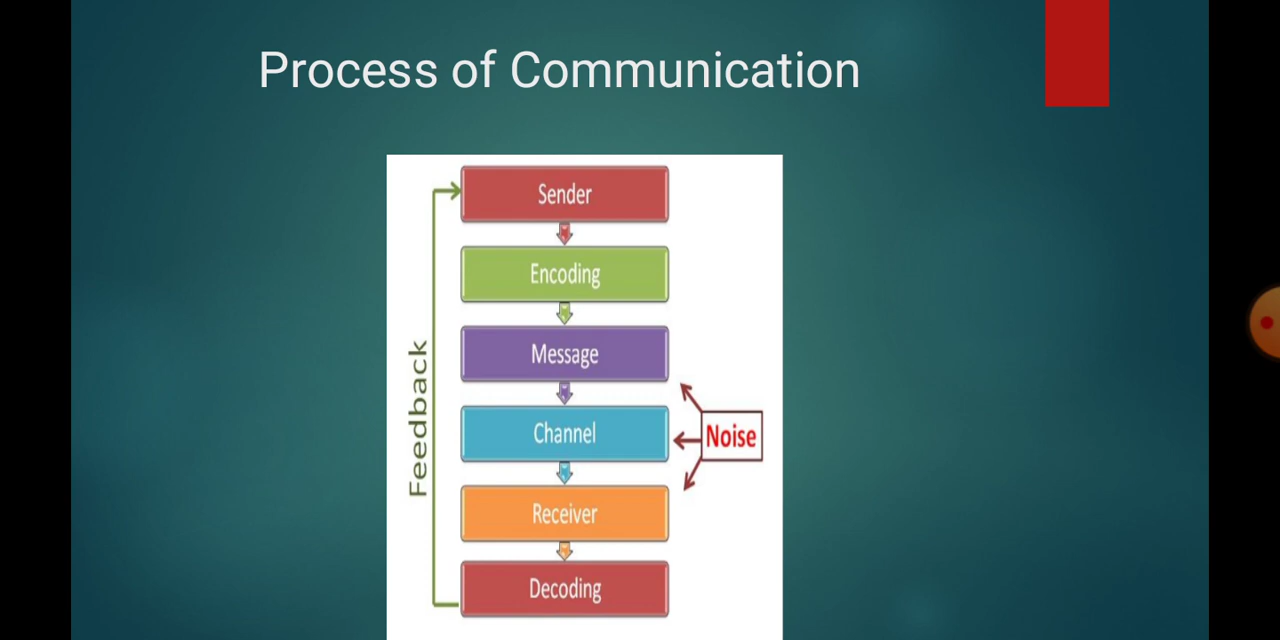 Process of Communication
Sender
Encoding
Message
Channel
Receiver
Decoding
Feedback
Noise